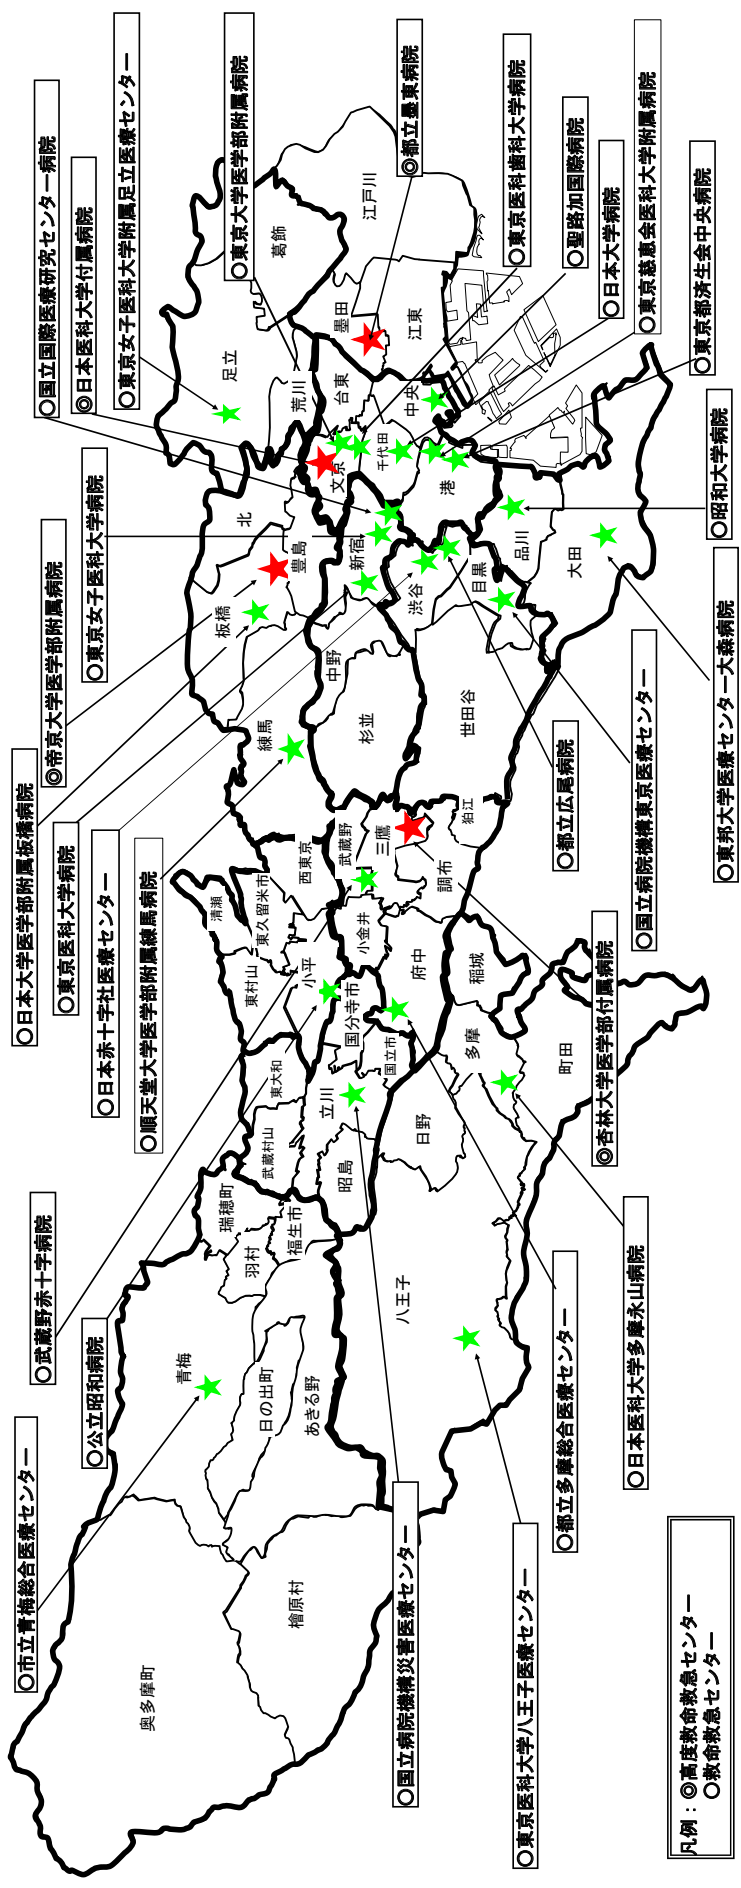 ○市立青梅総合医療センター
○公立昭和病院
○武蔵野赤十字病院
○順天堂大学医学部附属練馬病院
○日本赤十字社医療センター
○東京医科大学病院
○日本大学医学部附属板橋病院
◎帝京大学医学部附属病院
○東京女子医科大学病院
○国立国際医療研究センター病院
◎日本医科大学付属病院
○東京女子医科大学附属足立医療センター
○東京大学医学部附属病院
◎都立墨東病院
○東京医科歯科大学病院
○聖路加国際病院
○日本大学病院
○東京慈恵会医科大学附属病院
○東京都済生会中央病院
○昭和大学病院
○東邦大学医療センター大森病院
○国立病院機構東京医療センター
○都立広尾病院
◎杏林大学医学部付属病院
○日本医科大学多摩永山病院
○都立多摩総合医療センター
○東京医科大学八王子医療センター
○国立病院機構災害医療センター
奥多摩町
檜原村
青梅
日の出町
あきる野
八王子
瑞穂町
羽村
福生市
武蔵村山
昭島
立川
東大和
日野
国立市
国分寺市
多摩
町田
稲城
府中
小平
東村山
清瀬
東久留米市
西東京
小金井
武蔵野
三鷹
調布
狛江
練馬
杉並
世田谷
中野
板橋
豊島
北
新宿
渋谷
目黒
品川
大田
港
千代田
文京
中央
台東
荒川
足立
葛飾
墨田
江東
江戸川
凡例：◎高度救命救急センター
○救命救急センター